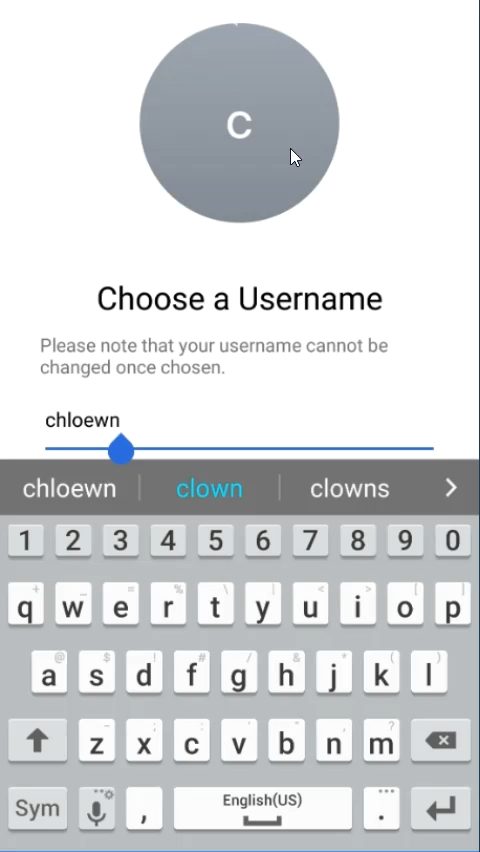 C
Choose a Username
Please note that your username cannot be
changed once chosen.
chloewn
chloewn clown clowns
1 2 3 4 5 6 7 8 9 0
q w e r t y u i o p
a s d f g h j k l
z x c v b n m
Sym , English(US) .